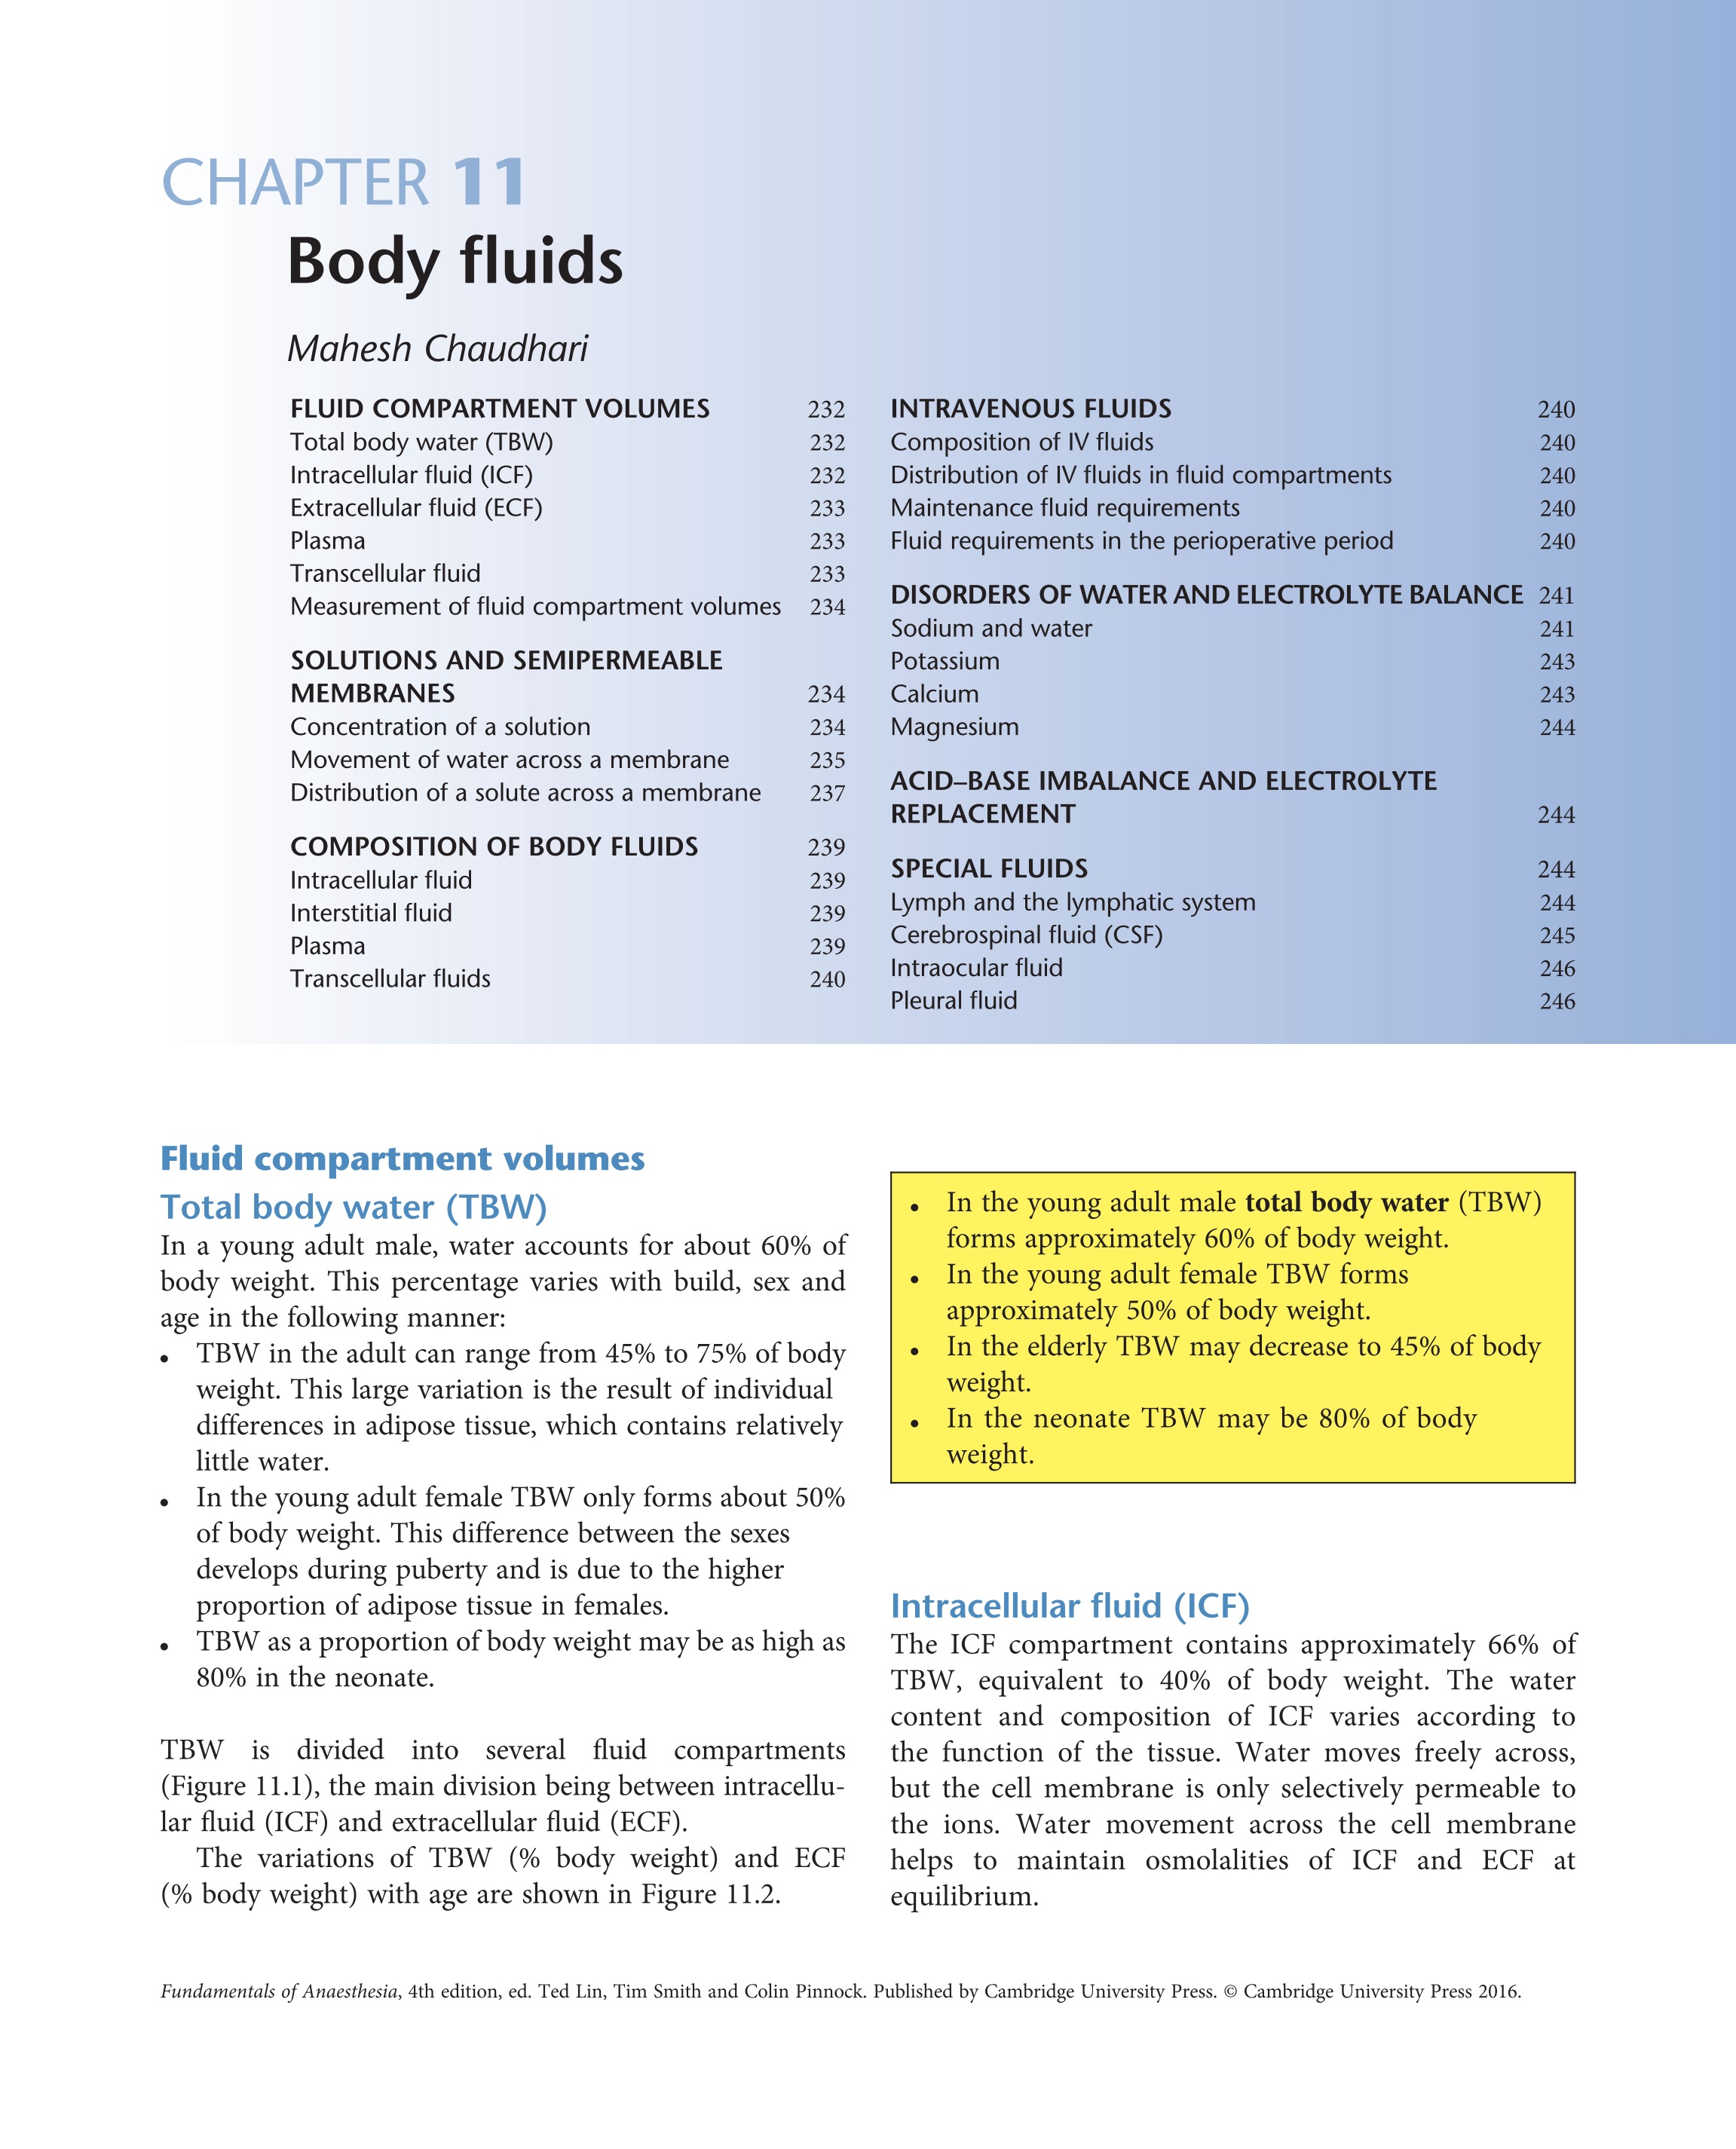 CHAPTER 11
Body fluids
Mahesh Chaudhari
FLUID COMPARTMENT VOLUMES 232
Total body water (TBW) 232
Intracellular fluid (ICF) 232
Extracellular fluid (ECF) 233
Plasma 233
Transcellular fluid 233
Measurement of fluid compartment volumes 234
SOLUTIONS AND SEMIPERMEABLE
MEMBRANES 234
Concentration of a solution 234
Movement of water across a membrane 235
Distribution of a solute across a membrane 237
COMPOSITION OF BODY FLUIDS 239
Intracellular fluid 239
Interstitial fluid 239
Plasma 239
Transcellular fluids 240
INTRAVENOUS FLUIDS 240
Composition of IV fluids 240
Distribution of IV fluids in fluid compartments 240
Maintenance fluid requirements 240
Fluid requirements in the perioperative period 240
DISORDERS OF WATER AND ELECTROLYTE BALANCE 241
Sodium and water 241
Potassium 243
Calcium 243
Magnesium 244
ACID–BASE IMBALANCE AND ELECTROLYTE
REPLACEMENT 244
SPECIAL FLUIDS 244
Lymph and the lymphatic system 244
Cerebrospinal fluid (CSF) 245
Intraocular fluid 246
Pleural fluid 246
Fluid compartment volumes
Total body water (TBW)
In a young adult male, water accounts for about 60% of
body weight. This percentage varies with build, sex and
age in the following manner:
• TBW in the adult can range from 45% to 75% of body
weight. This large variation is the result of individual
differences in adipose tissue, which contains relatively
little water.
• In the young adult female TBW only forms about 50%
of body weight. This difference between the sexes
develops during puberty and is due to the higher
proportion of adipose tissue in females.
• TBW as a proportion of body weight may be as high as
80% in the neonate.
TBW is divided into several fluid compartments
(Figure 11.1), the main division being between intracellu-
lar fluid (ICF) and extracellular fluid (ECF).
The variations of TBW (% body weight) and ECF
(% body weight) with age are shown in Figure 11.2.
• In the young adult male total body water (TBW)
forms approximately 60% of body weight.
• In the young adult female TBW forms
approximately 50% of body weight.
• In the elderly TBW may decrease to 45% of body
weight.
• In the neonate TBW may be 80% of body
weight.
Intracellular fluid (ICF)
The ICF compartment contains approximately 66% of
TBW, equivalent to 40% of body weight. The water
content and composition of ICF varies according to
the function of the tissue. Water moves freely across,
but the cell membrane is only selectively permeable to
the ions. Water movement across the cell membrane
helps to maintain osmolalities of ICF and ECF at
equilibrium.
Fundamentals of Anaesthesia, 4th edition, ed. Ted Lin, Tim Smith and Colin Pinnock. Published by Cambridge University Press. © Cambridge University Press 2016.